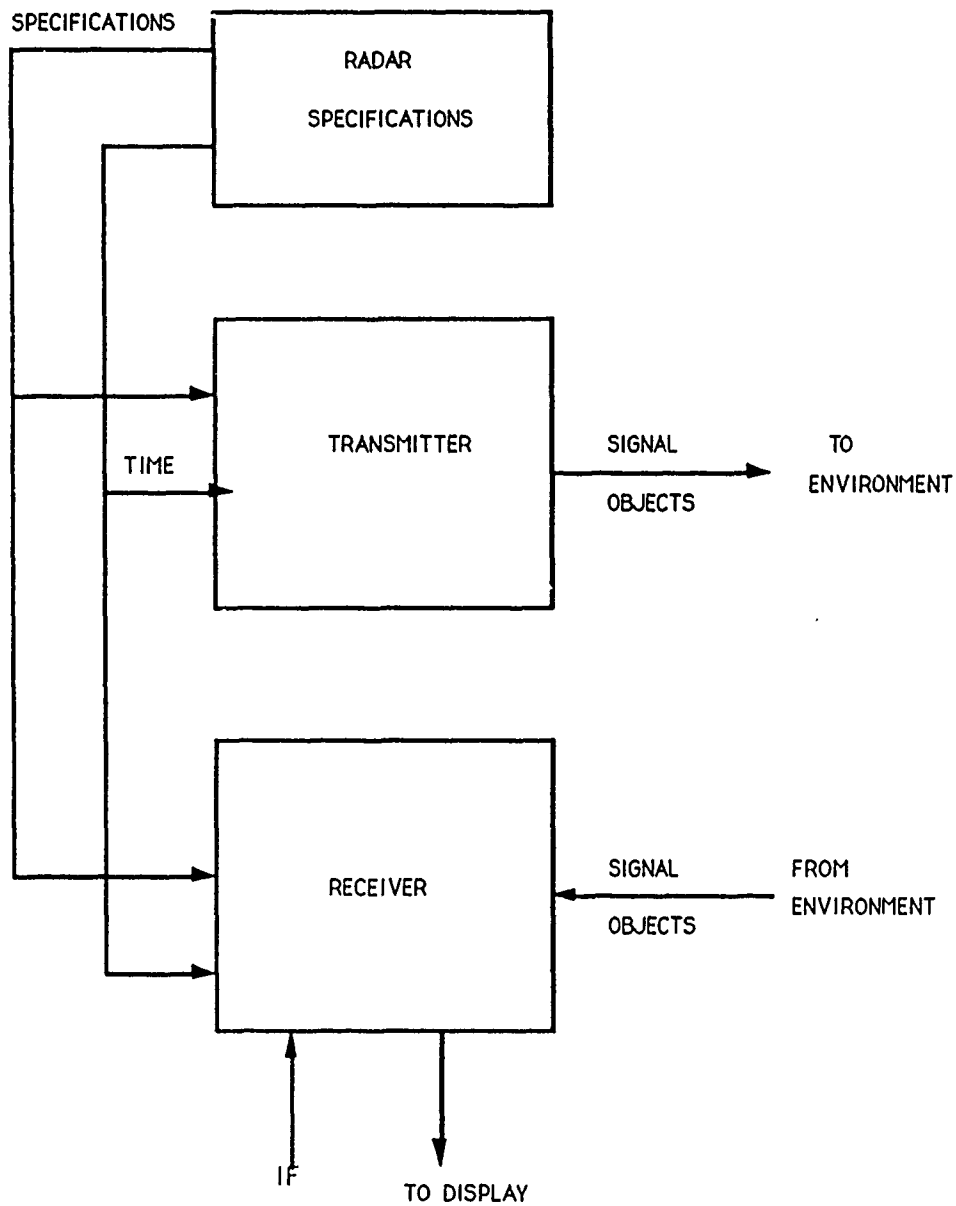 SPECIFICATIONS
RADAR
SPECIFICATIONS
TRANSMITTER
TIME
SIGNAL
OBJECTS
TO
ENVIRONMENT
RECEIVER
SIGNAL
OBJECTS
FROM
ENVIRONMENT
IF
TO DISPLAY